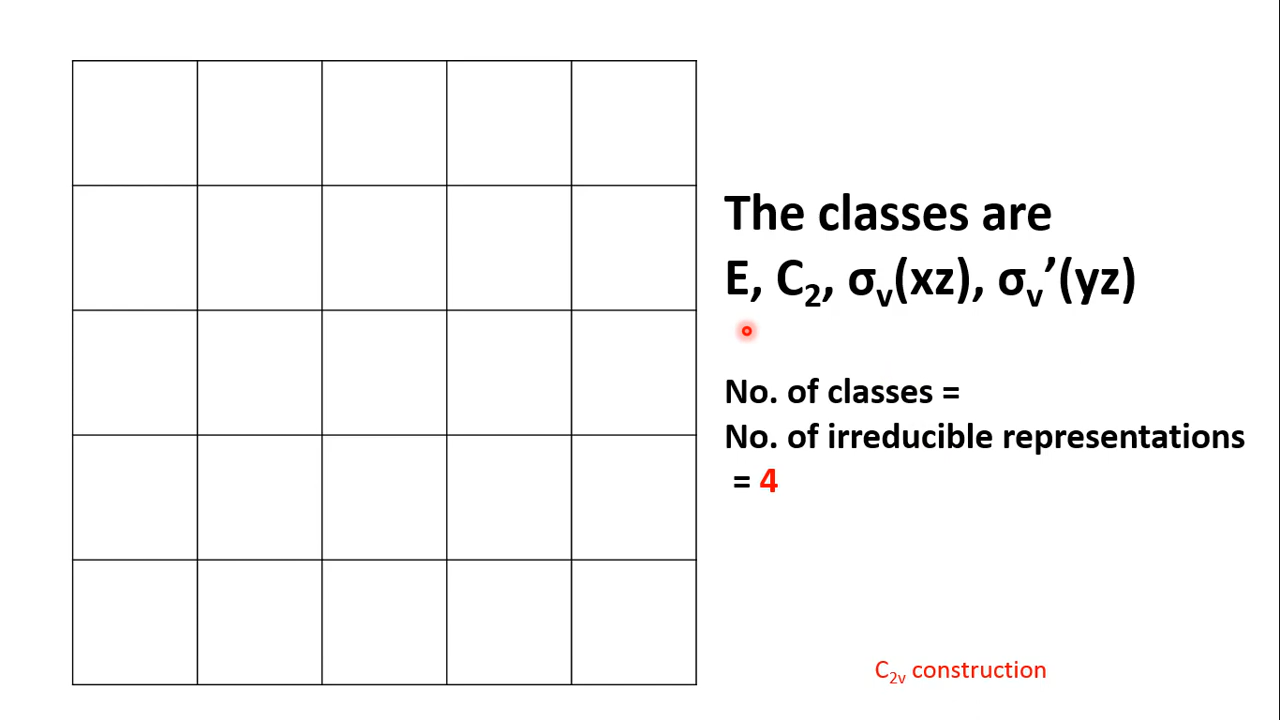 The classes are
E, C₂, σᵥ(xz), σᵥ’(yz)
No. of classes =
No. of irreducible representations
= 4
C₂ᵥ construction